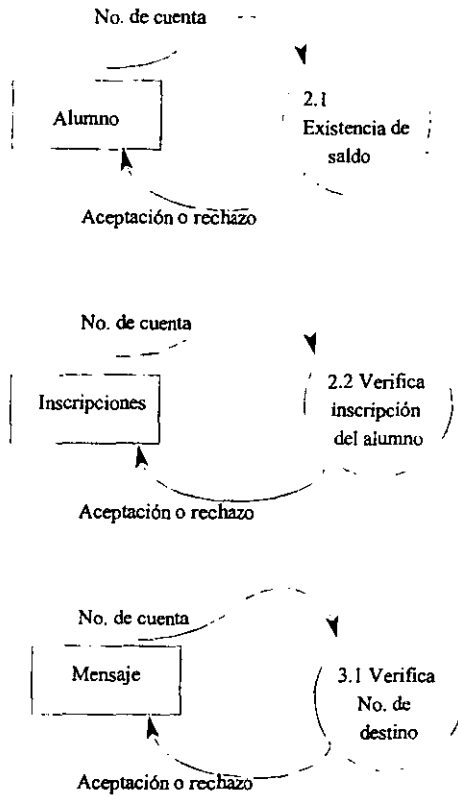 No. de cuenta
Alumno
2.1
Existencia de
saldo
Aceptación o rechazo
No. de cuenta
Inscripciones
2.2 Verifica
inscripción
del alumno
Aceptación o rechazo
No. de cuenta
Mensaje
3.1 Verifica
No. de
destino
Aceptación o rechazo